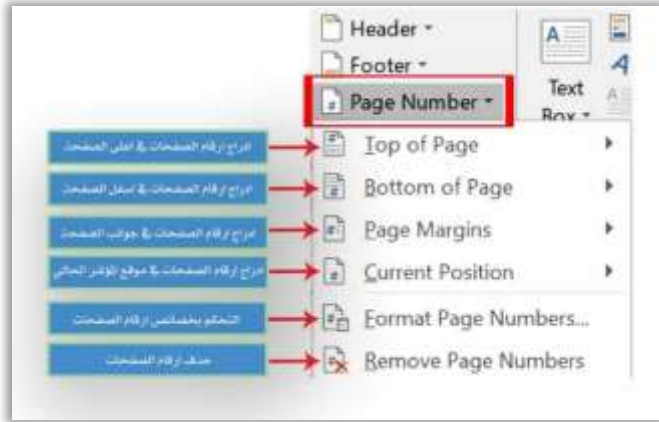 Header
Footer
Page Number
Text
Box
ادراج ارقام الصفحات في اعلى الصفحة
Top of Page
ادراج ارقام الصفحات في اسفل الصفحة
Bottom of Page
ادراج ارقام الصفحات في جوانب الصفحة
Page Margins
ادراج ارقام الصفحات في موقع المؤشر الحالي
Current Position
التحكم بخصائص ارقام الصفحات
Format Page Numbers...
حذف ارقام الصفحات
Remove Page Numbers